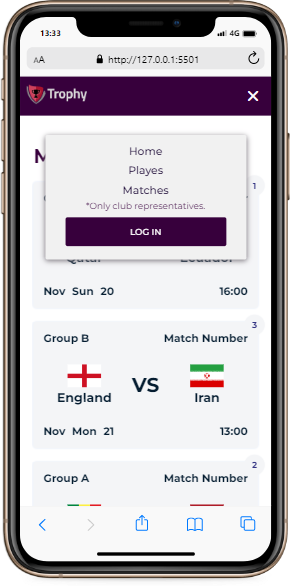 13:33
4G
AA
http://127.0.0.1:5501
Trophy
Home
Playes
Matches
*Only club representatives.
LOG IN
1
Qatar Ecuador
Nov Sun 20 16:00
3
Group B Match Number
England VS Iran
Nov Mon 21 13:00
2
Group A Match Number